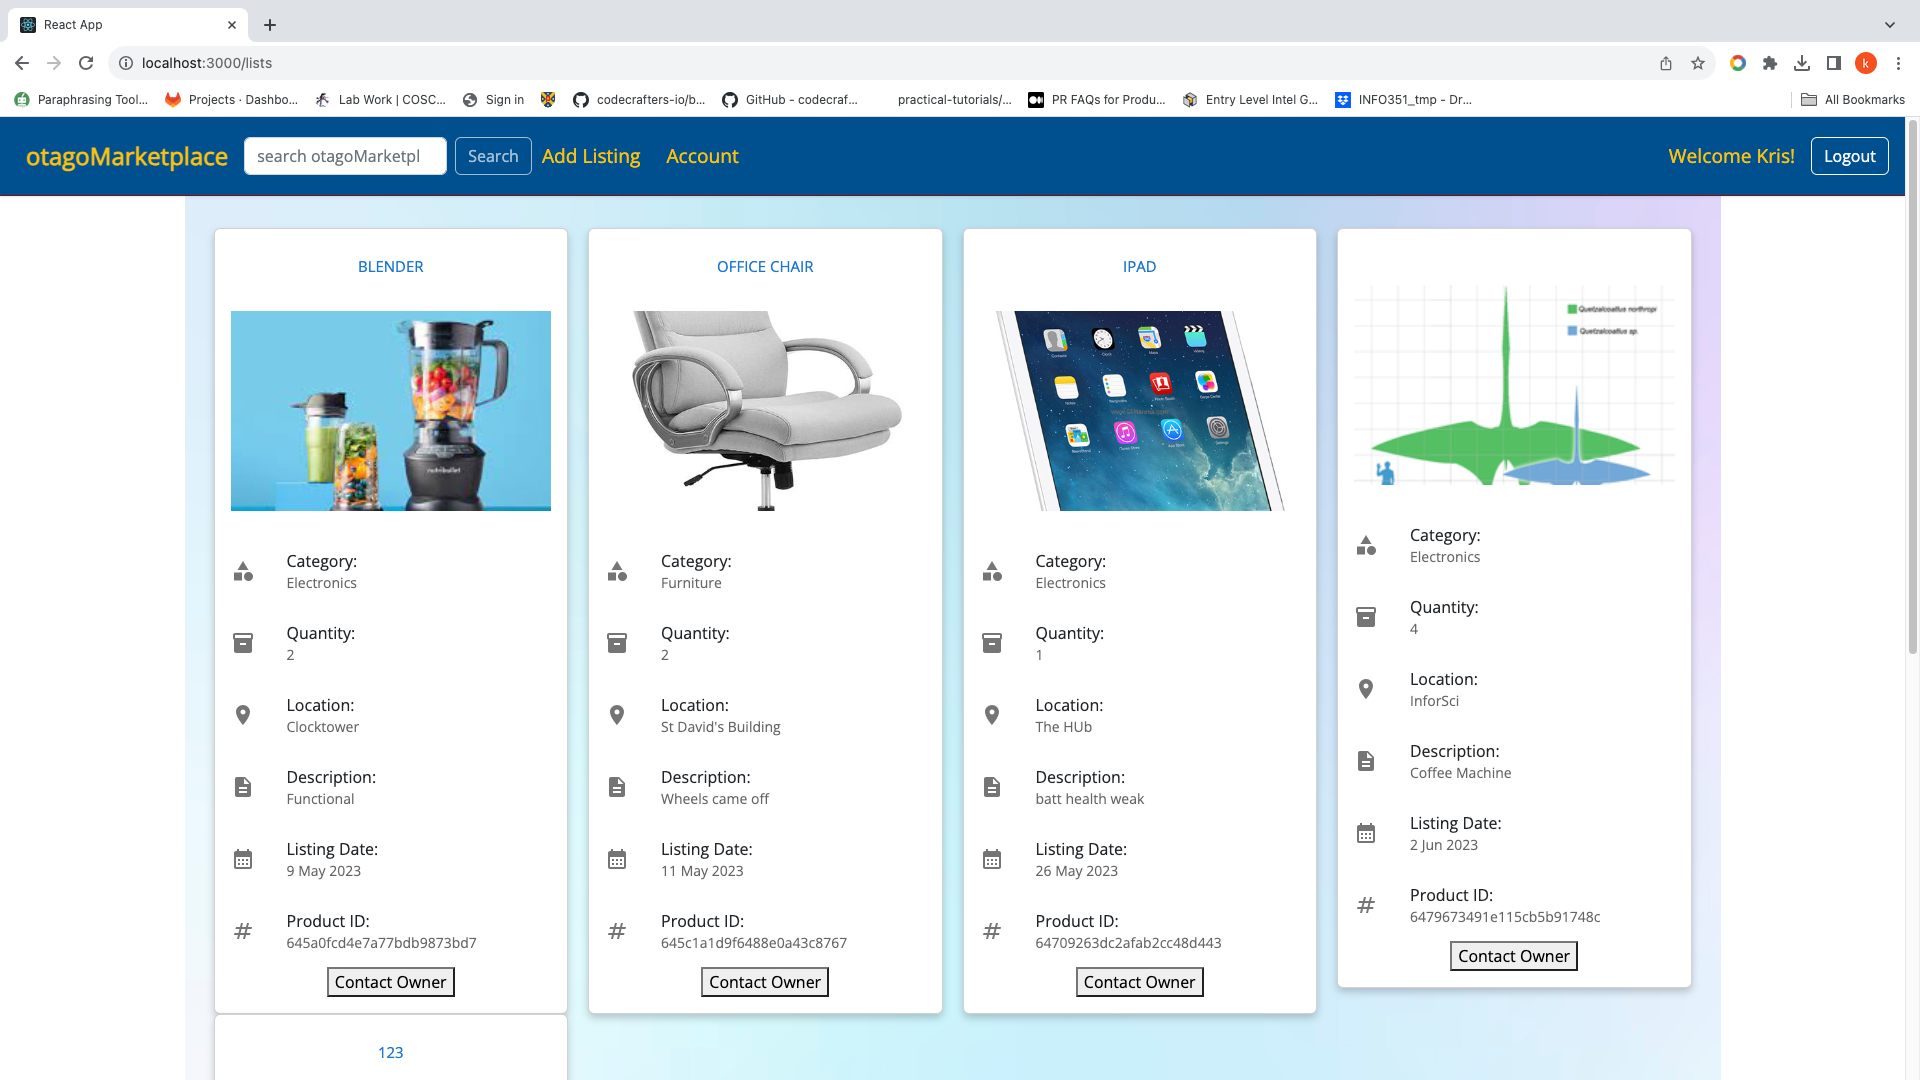 React App
localhost:3000/lists
k
Paraphrasing Tool...
Projects · Dashbo...
Lab Work | COSC...
Sign in
codecrafters-io/b...
GitHub - codecraf...
practical-tutorials/...
PR FAQs for Produ...
Entry Level Intel G...
INFO351_tmp - Dr...
All Bookmarks
otagoMarketplace
search otagoMarketpl
Search
Add Listing
Account
Welcome Kris!
Logout
BLENDER
nutribullet
Category:
Electronics
Quantity:
2
Location:
Clocktower
Description:
Functional
Listing Date:
9 May 2023
Product ID:
645a0fcd4e7a77bdb9873bd7
Contact Owner
OFFICE CHAIR
Category:
Furniture
Quantity:
2
Location:
St David's Building
Description:
Wheels came off
Listing Date:
11 May 2023
Product ID:
645c1a1d9f6488e0a43c8767
Contact Owner
IPAD
Category:
Electronics
Quantity:
1
Location:
The HUb
Description:
batt health weak
Listing Date:
26 May 2023
Product ID:
64709263dc2afab2cc48d443
Contact Owner
Quetzalcoatlus northropi
Quetzalcoatlus sp.
Category:
Electronics
Quantity:
4
Location:
InforSci
Description:
Coffee Machine
Listing Date:
2 Jun 2023
Product ID:
6479673491e115cb5b91748c
Contact Owner
123